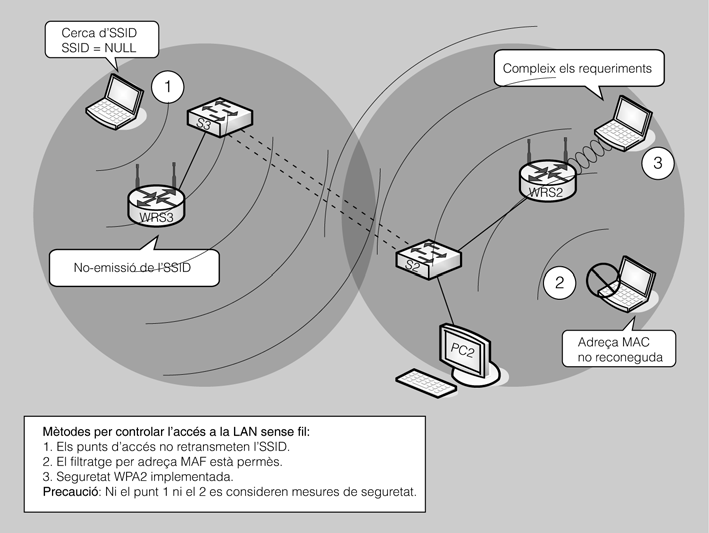 Cerca d'SSID
SSID = NULL
1
S3
Compleix els requeriments
3
WRS2
WRS3
No-emissió de l'SSID
S2
2
Adreça MAC
no reconeguda
PC2
Mètodes per controlar l'accés a la LAN sense fil:
1. Els punts d'accés no retransmeten l'SSID.
2. El filtratge per adreça MAF està permès.
3. Seguretat WPA2 implementada.
Precaució: Ni el punt 1 ni el 2 es consideren mesures de seguretat.